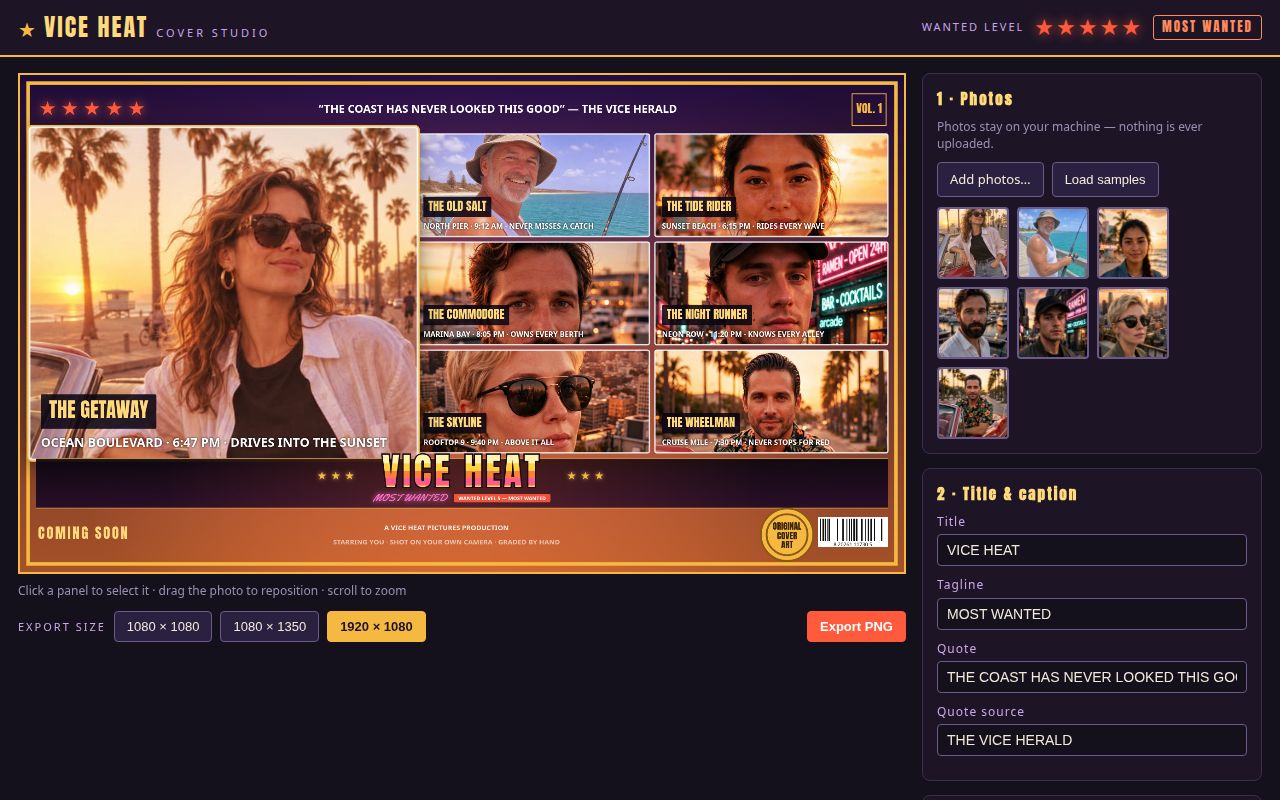 ★ VICE HEAT COVER STUDIO
WANTED LEVEL ★★★★★ MOST WANTED
★★★★★ "THE COAST HAS NEVER LOOKED THIS GOOD" — THE VICE HERALD VOL. 1
THE GETAWAY
OCEAN BOULEVARD · 6:47 PM · DRIVES INTO THE SUNSET
THE OLD SALT
NORTH PIER · 9:12 AM · NEVER MISSES A CATCH
THE TIDE RIDER
SUNSET BEACH · 6:15 PM · RIDES EVERY WAVE
THE COMMODORE
MARINA BAY · 8:05 PM · OWNS EVERY BERTH
RAMEN - OPEN 24H
BAR · COCKTAILS
arcade
THE NIGHT RUNNER
NEON ROW · 11:20 PM · KNOWS EVERY ALLEY
THE SKYLINE
ROOFTOP 9 · 9:40 PM · ABOVE IT ALL
THE WHEELMAN
CRUISE MILE · 7:30 PM · NEVER STOPS FOR RED
★★★ VICE HEAT ★★★
MOST WANTED WANTED LEVEL 5 — MOST WANTED
COMING SOON
A VICE HEAT PICTURES PRODUCTION
STARRING YOU · SHOT ON YOUR OWN CAMERA · GRADED BY HAND
ORIGINAL
COVER
ART
Click a panel to select it · drag the photo to reposition · scroll to zoom
EXPORT SIZE 1080 × 1080 1080 × 1350 1920 × 1080 Export PNG
1 · Photos
Photos stay on your machine — nothing is ever
uploaded.
Add photos... Load samples
RAMEN
2 · Title & caption
Title
VICE HEAT
Tagline
MOST WANTED
Quote
THE COAST HAS NEVER LOOKED THIS GO
Quote source
THE VICE HERALD